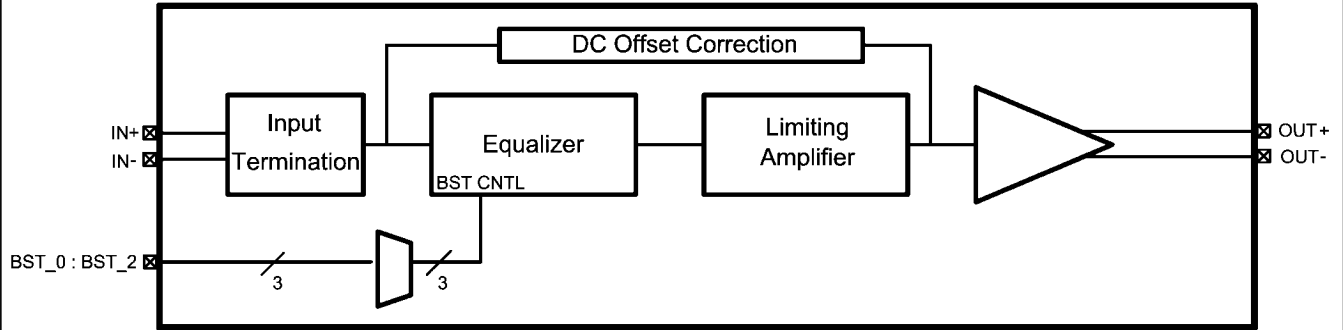 DC Offset Correction
IN+
IN-
Input
Termination
Equalizer
BST CNTL
Limiting
Amplifier
OUT+
OUT-
BST_0 : BST_2
3
3